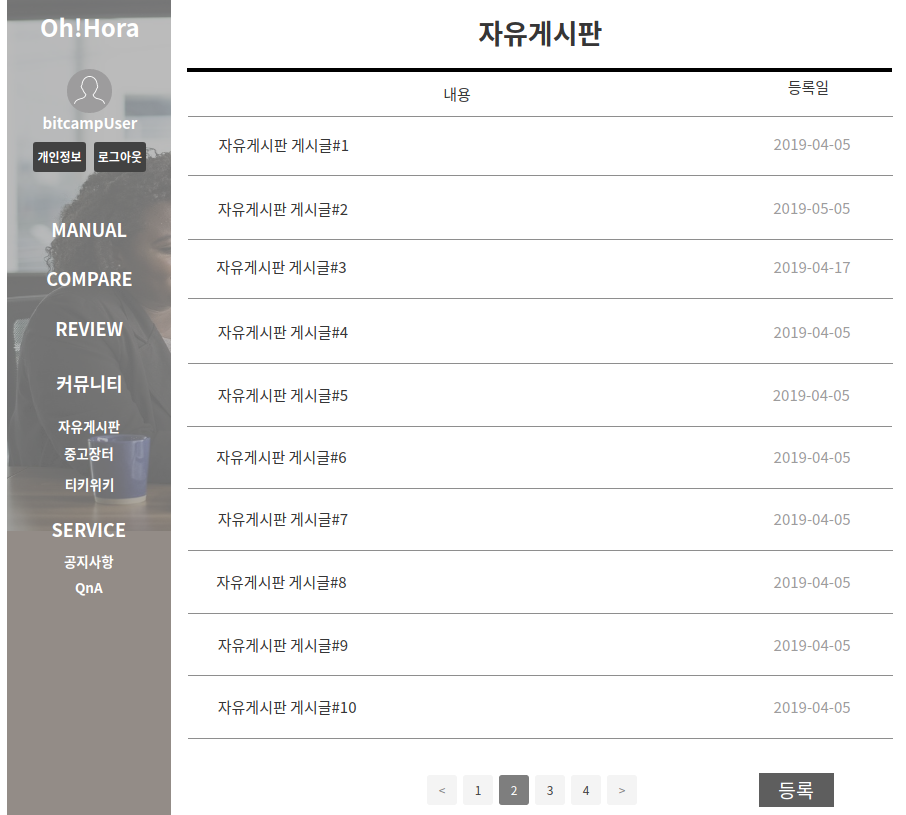 Oh!Hora
bitcampUser
개인정보 로그아웃
MANUAL
COMPARE
REVIEW
커뮤니티
자유게시판
중고장터
티키위키
SERVICE
공지사항
QnA
자유게시판
내용 등록일
자유게시판 게시글#1 2019-04-05
자유게시판 게시글#2 2019-05-05
자유게시판 게시글#3 2019-04-17
자유게시판 게시글#4 2019-04-05
자유게시판 게시글#5 2019-04-05
자유게시판 게시글#6 2019-04-05
자유게시판 게시글#7 2019-04-05
자유게시판 게시글#8 2019-04-05
자유게시판 게시글#9 2019-04-05
자유게시판 게시글#10 2019-04-05
< 1 2 3 4 > 등록